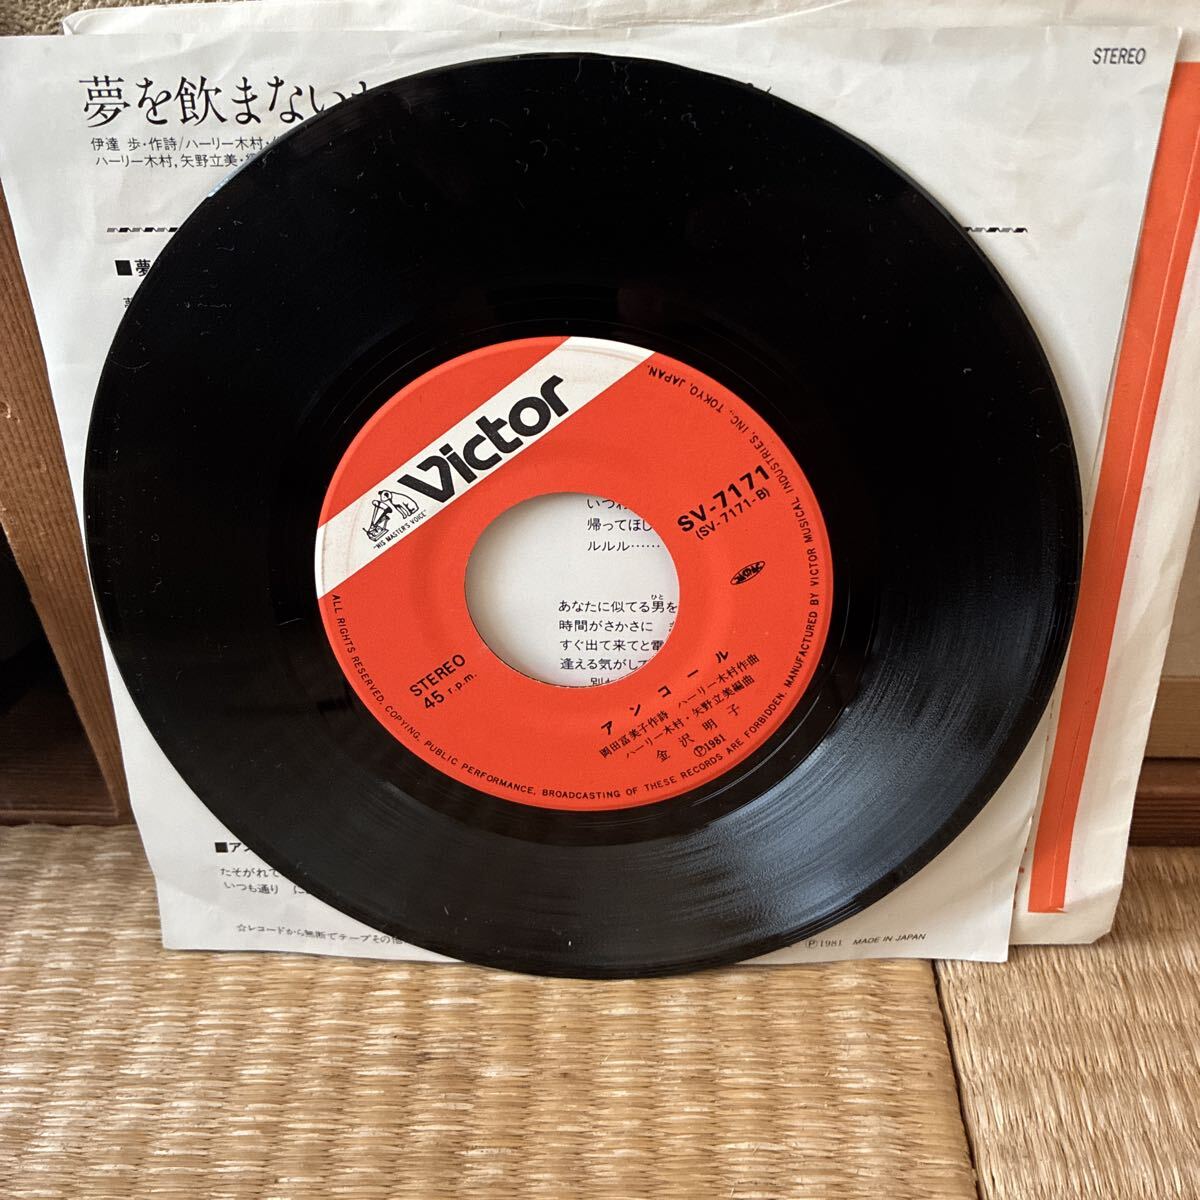 STEREO
夢を飲まない
伊達 歩・作詩/ハーリー木村・
ハーリー木村,矢野立美・
■夢
Victor
"HIS MASTER'S VOICE"
SV-7171
(SV-7171-B)
STEREO
45 r.p.m.
アンコール
岡田冨美子作詩 ハーリー木村作曲
ハーリー木村・矢野立美編曲
金沢明子
Ⓟ1981
ALL RIGHTS RESERVED. COPYING, PUBLIC PERFORMANCE, BROADCASTING OF THESE RECORDS ARE FORBIDDEN. MANUFACTURED BY VICTOR MUSICAL INDUSTRIES, INC., TOKYO, JAPAN.
いつわ
帰ってほし
ルルル……
あなたに似てる男を
ひと
時間がさかさに
すぐ出て来てと電
逢える気がして
■アン
たそがれて
いつも通り に
☆レコードから無断でテープその他
Ⓟ1981 MADE IN JAPAN